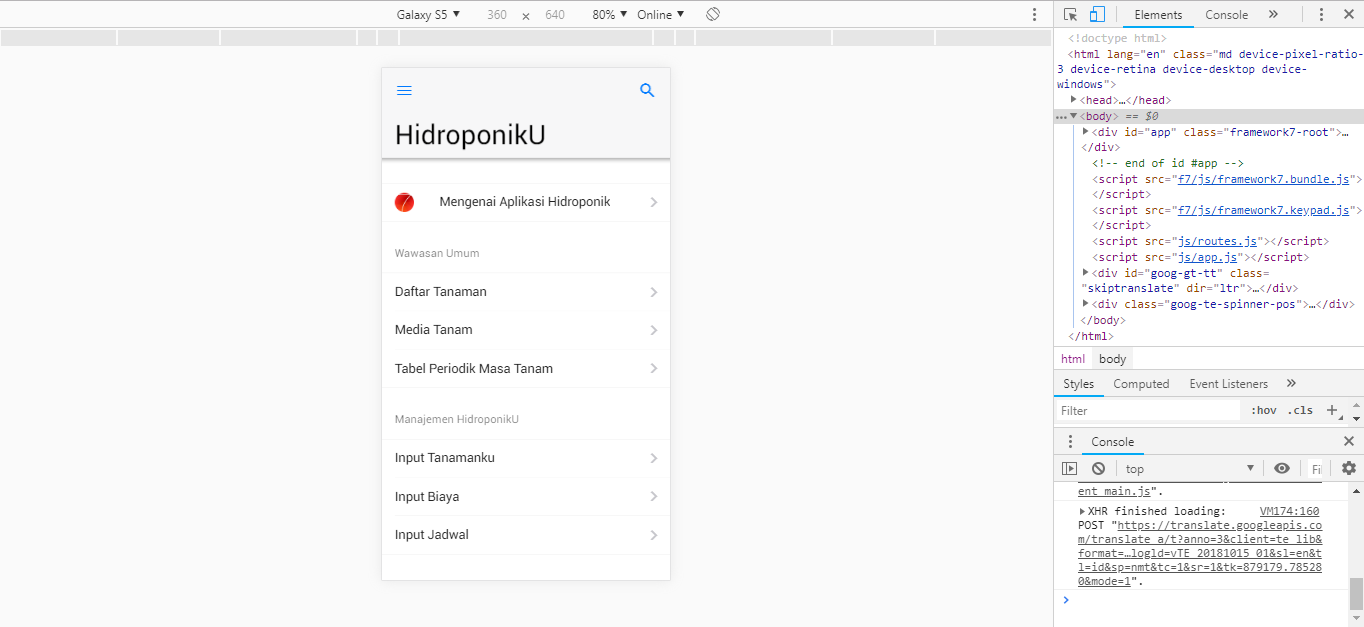 Galaxy S5 ▼ 360 x 640 80% ▼ Online ▼
HidroponikU
Mengenai Aplikasi Hidroponik
Wawasan Umum
Daftar Tanaman
Media Tanam
Tabel Periodik Masa Tanam
Manajemen HidroponikU
Input Tanamanku
Input Biaya
Input Jadwal
Elements Console »
<!doctype html>
<html lang="en" class="md device-pixel-ratio-
3 device-retina device-desktop device-
windows">
<head>…</head>
<body> == $0
<div id="app" class="framework7-root">…
</div>
<!-- end of id #app -->
<script src="f7/js/framework7.bundle.js">
</script>
<script src="f7/js/framework7.keypad.js">
</script>
<script src="js/routes.js"></script>
<script src="js/app.js"></script>
<div id="goog-gt-tt" class=
"skiptranslate" dir="ltr">…</div>
<div class="goog-te-spinner-pos">…</div>
</body>
</html>
html body
Styles Computed Event Listeners »
Filter :hov .cls +
Console
top ▼ Fi
ent_main.js".
XHR finished loading: VM174:160
POST "https://translate.googleapis.co
m/translate_a/t?anno=3&client=te_lib&
format=…logld=vTE_20181015_01&sl=en&t
l=id&sp=nmt&tc=1&sr=1&tk=879179.78528
0&mode=1".